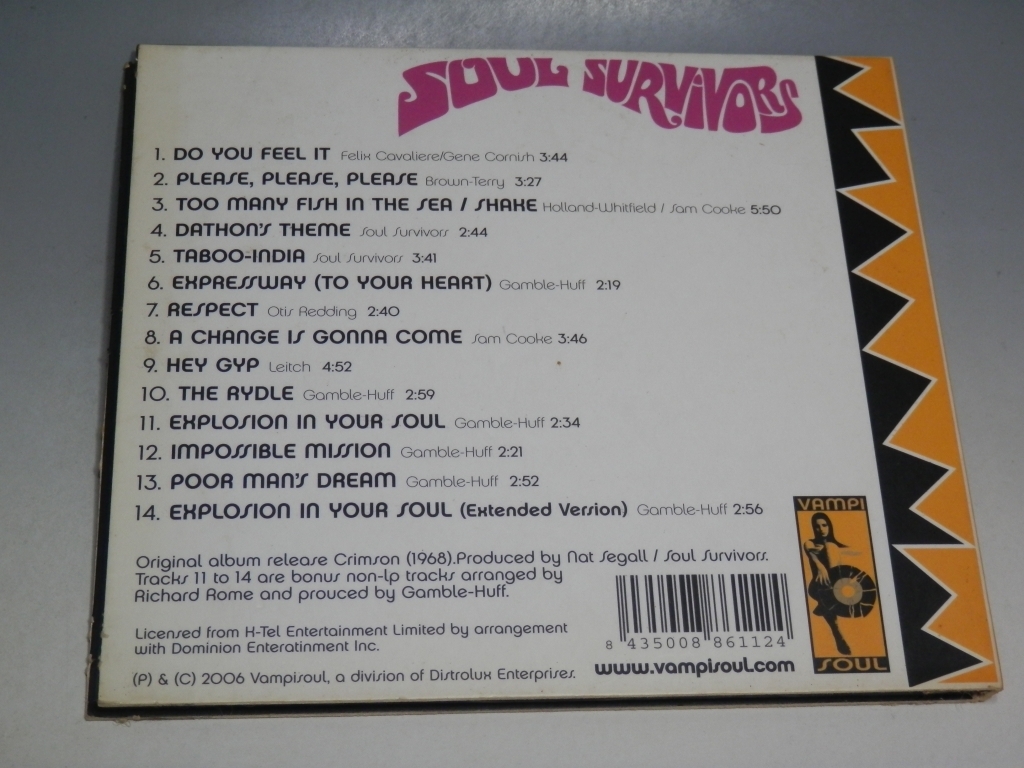 SOUL SURVIVORS
1. DO YOU FEEL IT Felix Cavaliere/Gene Cornish 3:44
2. PLEASE, PLEASE, PLEASE Brown-Terry 3:27
3. TOO MANY FISH IN THE SEA / SHAKE Holland-Whitfield / Sam Cooke 5:50
4. DATHON'S THEME Soul Survivors 2:44
5. TABOO-INDIA Soul Survivors 3:41
6. EXPRESSWAY (TO YOUR HEART) Gamble-Huff 2:19
7. RESPECT Otis Redding 2:40
8. A CHANGE IS GONNA COME Sam Cooke 3:46
9. HEY GYP Leitch 4:52
10. THE RYDLE Gamble-Huff 2:59
11. EXPLOSION IN YOUR SOUL Gamble-Huff 2:34
12. IMPOSSIBLE MISSION Gamble-Huff 2:21
13. POOR MAN'S DREAM Gamble-Huff 2:52
14. EXPLOSION IN YOUR SOUL (Extended Version) Gamble-Huff 2:56
Original album release Crimson (1968).Produced by Nat Segall / Soul Survivors.
Tracks 11 to 14 are bonus non-lp tracks arranged by
Richard Rome and prouced by Gamble-Huff.
Licensed from K-Tel Entertainment Limited by arrangement
with Dominion Enteratinment Inc.
(P) & (C) 2006 Vampisoul, a division of Distrolux Enterprises.
8 435008 861124
www.vampisoul.com
VAMPI
SOUL